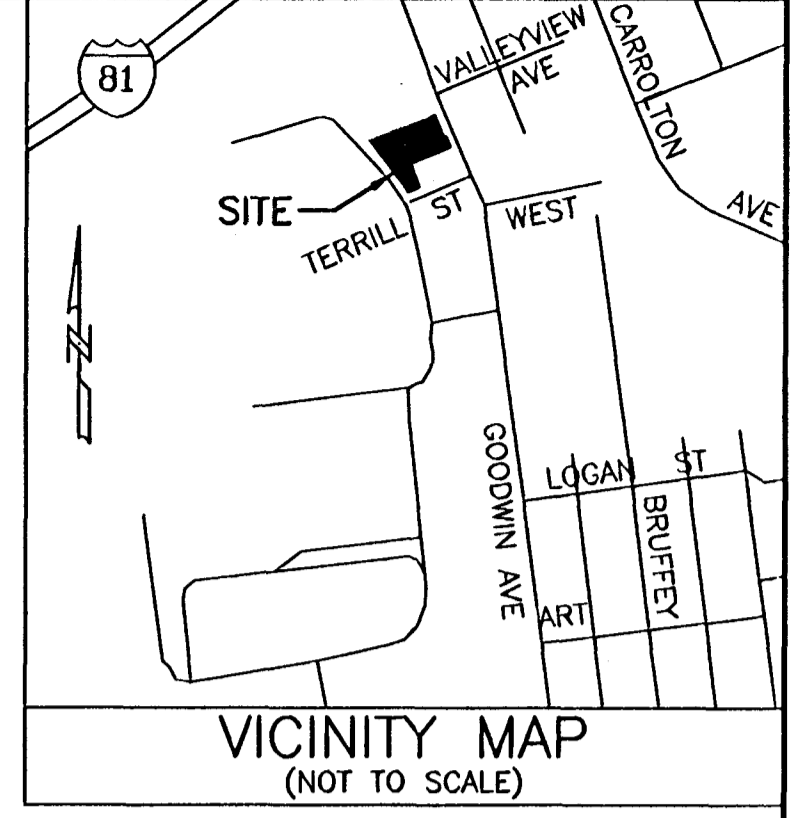 81
VALLEYVIEW
AVE
CARROLTON
AVE
SITE
TERRILL
ST
WEST
N
GOODWIN AVE
LOGAN ST
BRUFFEY
ART
VICINITY MAP
(NOT TO SCALE)